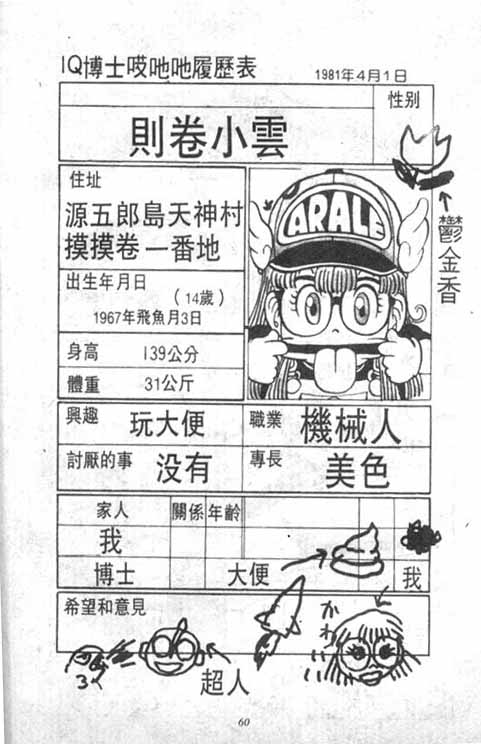 IQ博士哎吔吔履歷表
1981年4月1日
性别
則卷小雲
住址
源五郎島天神村
摸摸卷一番地
ARALE
鬱金香
出生年月日
（14歲）
1967年飛魚月3日
身高 139公分
體重 31公斤
興趣 玩大便
職業 機械人
討厭的事 没有
專長 美色
家人 關係 年齡
我
博士 大便 我
希望和意見
かわいい
超人
60